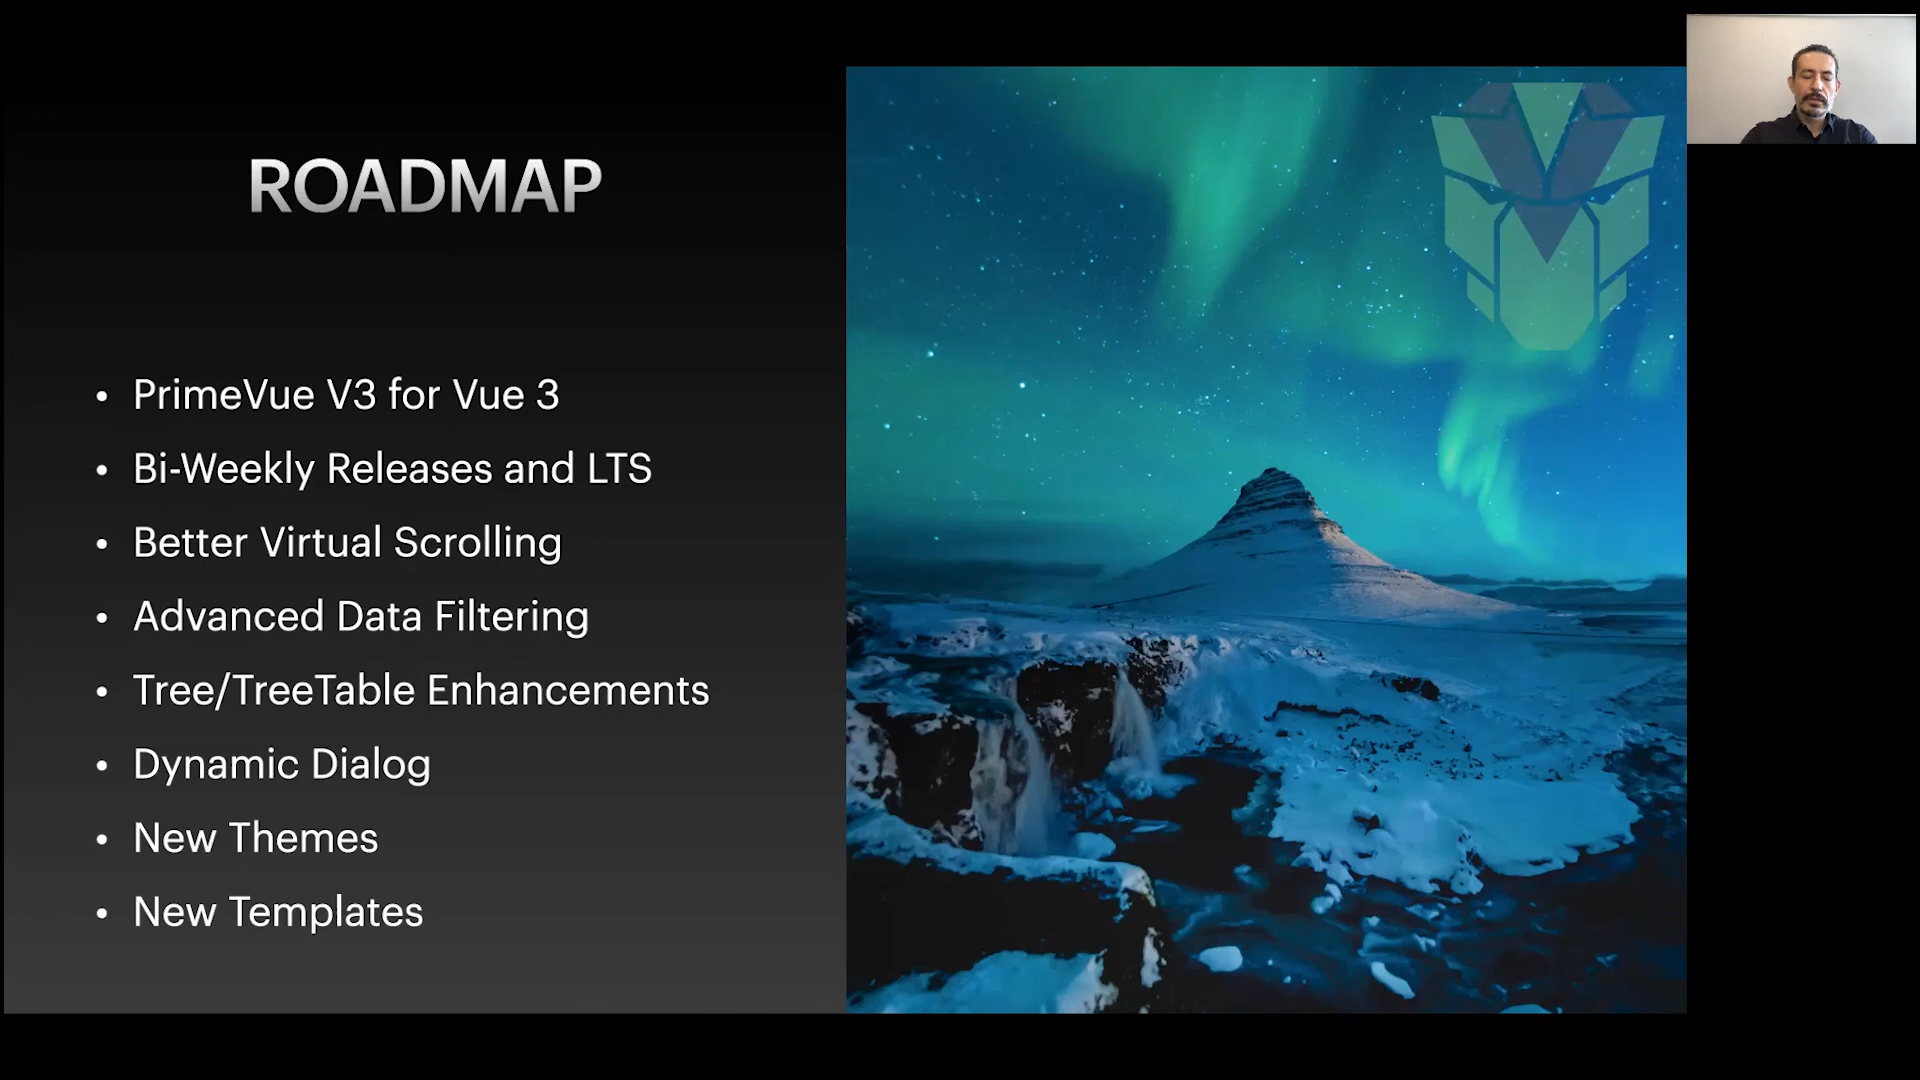 ROADMAP
• PrimeVue V3 for Vue 3
• Bi-Weekly Releases and LTS
• Better Virtual Scrolling
• Advanced Data Filtering
• Tree/TreeTable Enhancements
• Dynamic Dialog
• New Themes
• New Templates